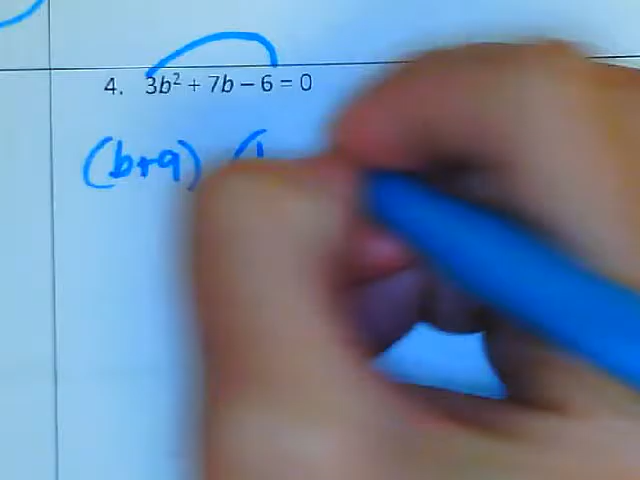 4. 3b² + 7b – 6 = 0
(b+9) (